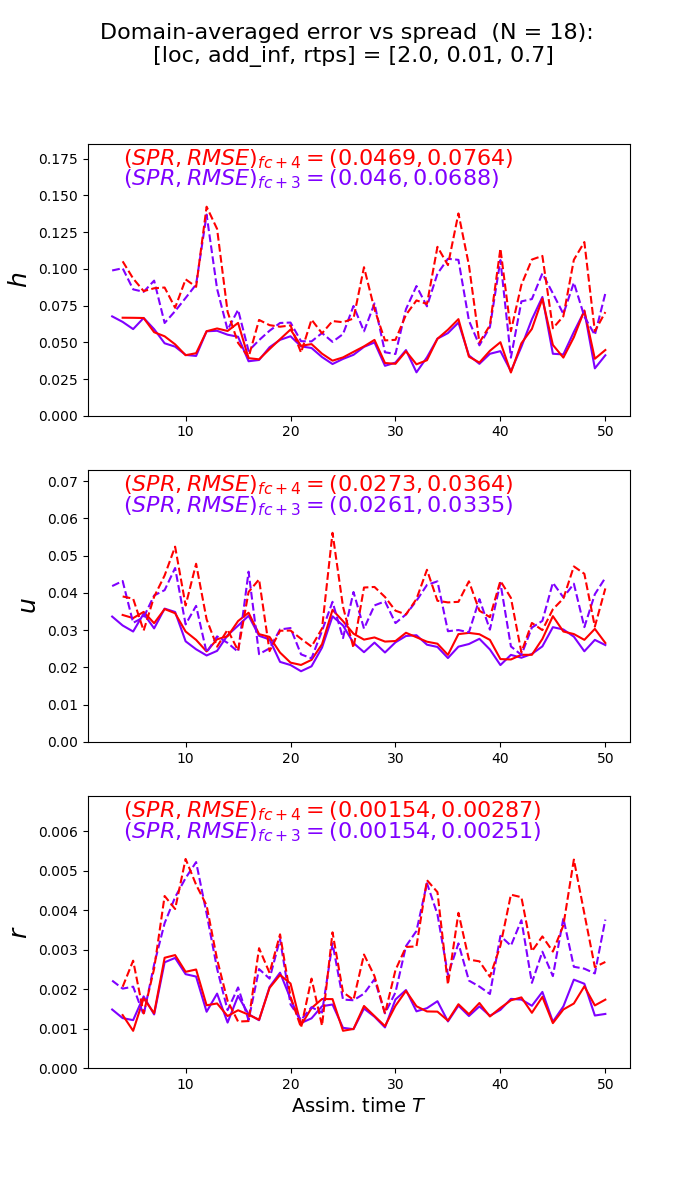 Domain-averaged error vs spread (N = 18):
[loc, add_inf, rtps] = [2.0, 0.01, 0.7]
(SPR, RMSE)fc+4 = (0.0469, 0.0764)
(SPR, RMSE)fc+3 = (0.046, 0.0688)
0.175
0.150
0.125
0.100
0.075
0.050
0.025
0.000
h
10 20 30 40 50
(SPR, RMSE)fc+4 = (0.0273, 0.0364)
(SPR, RMSE)fc+3 = (0.0261, 0.0335)
0.07
0.06
0.05
0.04
0.03
0.02
0.01
0.00
u
10 20 30 40 50
(SPR, RMSE)fc+4 = (0.00154, 0.00287)
(SPR, RMSE)fc+3 = (0.00154, 0.00251)
0.006
0.005
0.004
0.003
0.002
0.001
0.000
r
10 20 30 40 50
Assim. time T